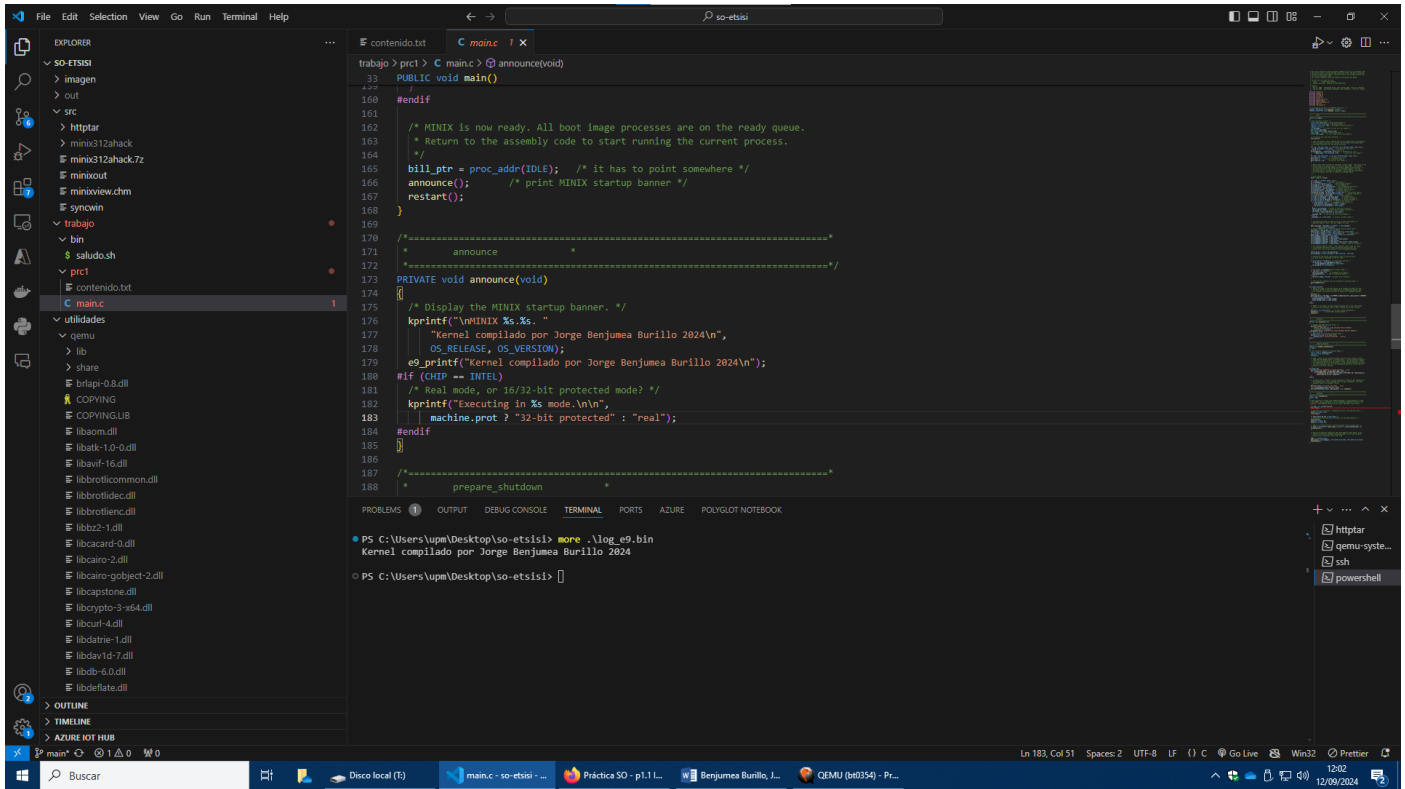 File Edit Selection View Go Run Terminal Help
so-etsisi
EXPLORER
SO-ETSISI
imagen
out
src
httptar
minix312ahack
minix312ahack.7z
minixout
minixview.chm
syncwin
trabajo
bin
$ saludo.sh
prc1
contenido.txt
C main.c 1
utilidades
qemu
lib
share
brlapi-0.8.dll
COPYING
COPYING.LIB
libaom.dll
libatk-1.0-0.dll
libavif-16.dll
libbrotlicommon.dll
libbrotlidec.dll
libbrotlienc.dll
libbz2-1.dll
libcacard-0.dll
libcairo-2.dll
libcairo-gobject-2.dll
libcapstone.dll
libcrypto-3-x64.dll
libcurl-4.dll
libdatrie-1.dll
libdav1d-7.dll
libdb-6.0.dll
libdeflate.dll
OUTLINE
TIMELINE
AZURE IOT HUB
contenido.txt C main.c 1
trabajo > prc1 > C main.c > announce(void)
33 PUBLIC void main()
159 }
160 #endif
161
162 /* MINIX is now ready. All boot image processes are on the ready queue.
163 * Return to the assembly code to start running the current process.
164 */
165 bill_ptr = proc_addr(IDLE); /* it has to point somewhere */
166 announce(); /* print MINIX startup banner */
167 restart();
168 }
169
170 /*===========================================================================*
171 * announce *
172 *===========================================================================*/
173 PRIVATE void announce(void)
174 {
175 /* Display the MINIX startup banner. */
176 kprintf("\nMINIX %s.%s. "
177 "Kernel compilado por Jorge Benjumea Burillo 2024\n",
178 OS_RELEASE, OS_VERSION);
179 e9_printf("Kernel compilado por Jorge Benjumea Burillo 2024\n");
180 #if (CHIP == INTEL)
181 /* Real mode, or 16/32-bit protected mode? */
182 kprintf("Executing in %s mode.\n\n",
183 machine.prot ? "32-bit protected" : "real");
184 #endif
185 }
186
187 /*===========================================================================*
188 * prepare_shutdown *
PROBLEMS 1 OUTPUT DEBUG CONSOLE TERMINAL PORTS AZURE POLYGLOT NOTEBOOK
PS C:\Users\upm\Desktop\so-etsisi> more .\log_e9.bin
Kernel compilado por Jorge Benjumea Burillo 2024
PS C:\Users\upm\Desktop\so-etsisi>
httptar
qemu-syste...
ssh
powershell
main* 1 0 0 Ln 183, Col 51 Spaces: 2 UTF-8 LF {} C Go Live Win32 Prettier
Buscar Disco local (T:) main.c - so-etsisi - ... Práctica SO - p1.1 l... Benjumea Burillo, J... QEMU (bt0354) - Pr... 12:02
12/09/2024